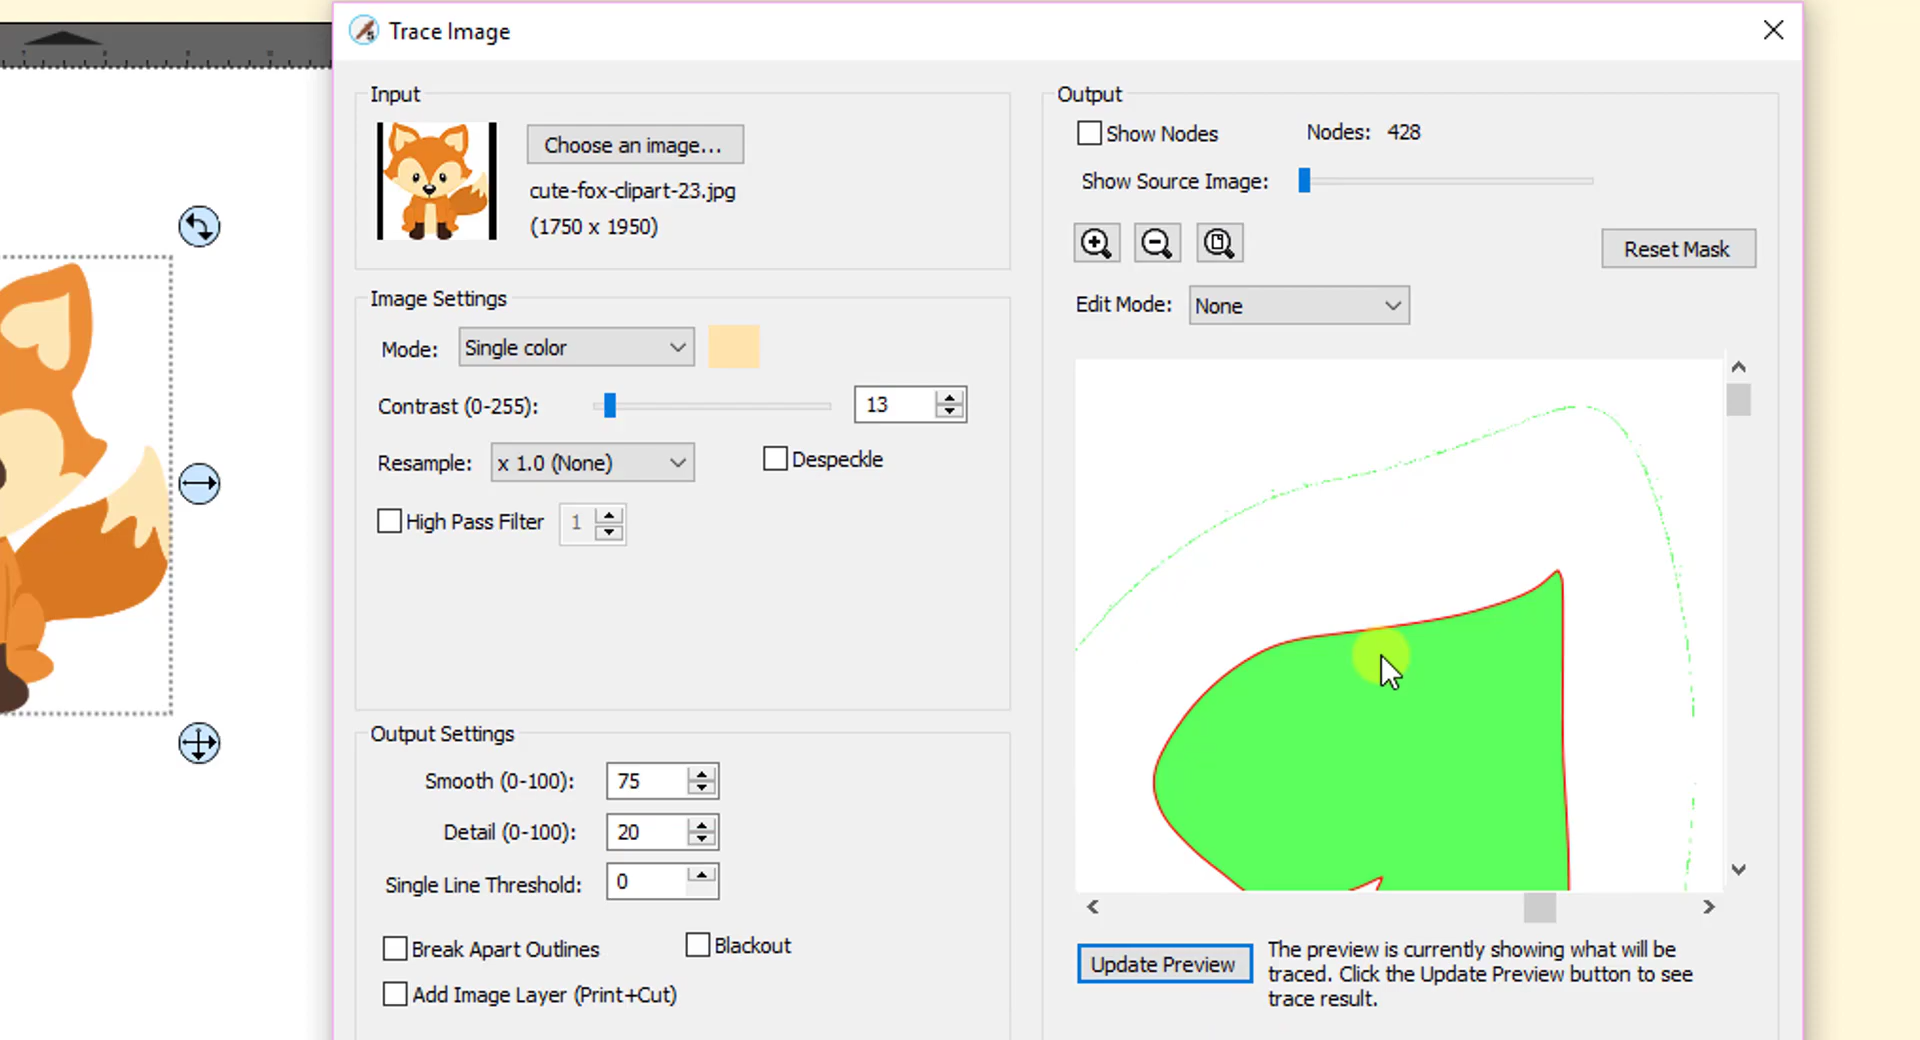 Trace Image
Input
Choose an image...
cute-fox-clipart-23.jpg
(1750 x 1950)
Image Settings
Mode: Single color
Contrast (0-255): 13
Resample: x 1.0 (None) Despeckle
High Pass Filter 1
Output Settings
Smooth (0-100): 75
Detail (0-100): 20
Single Line Threshold: 0
Break Apart Outlines Blackout
Add Image Layer (Print+Cut)
Output
Show Nodes Nodes: 428
Show Source Image:
Reset Mask
Edit Mode: None
Update Preview
The preview is currently showing what will be
traced. Click the Update Preview button to see
trace result.